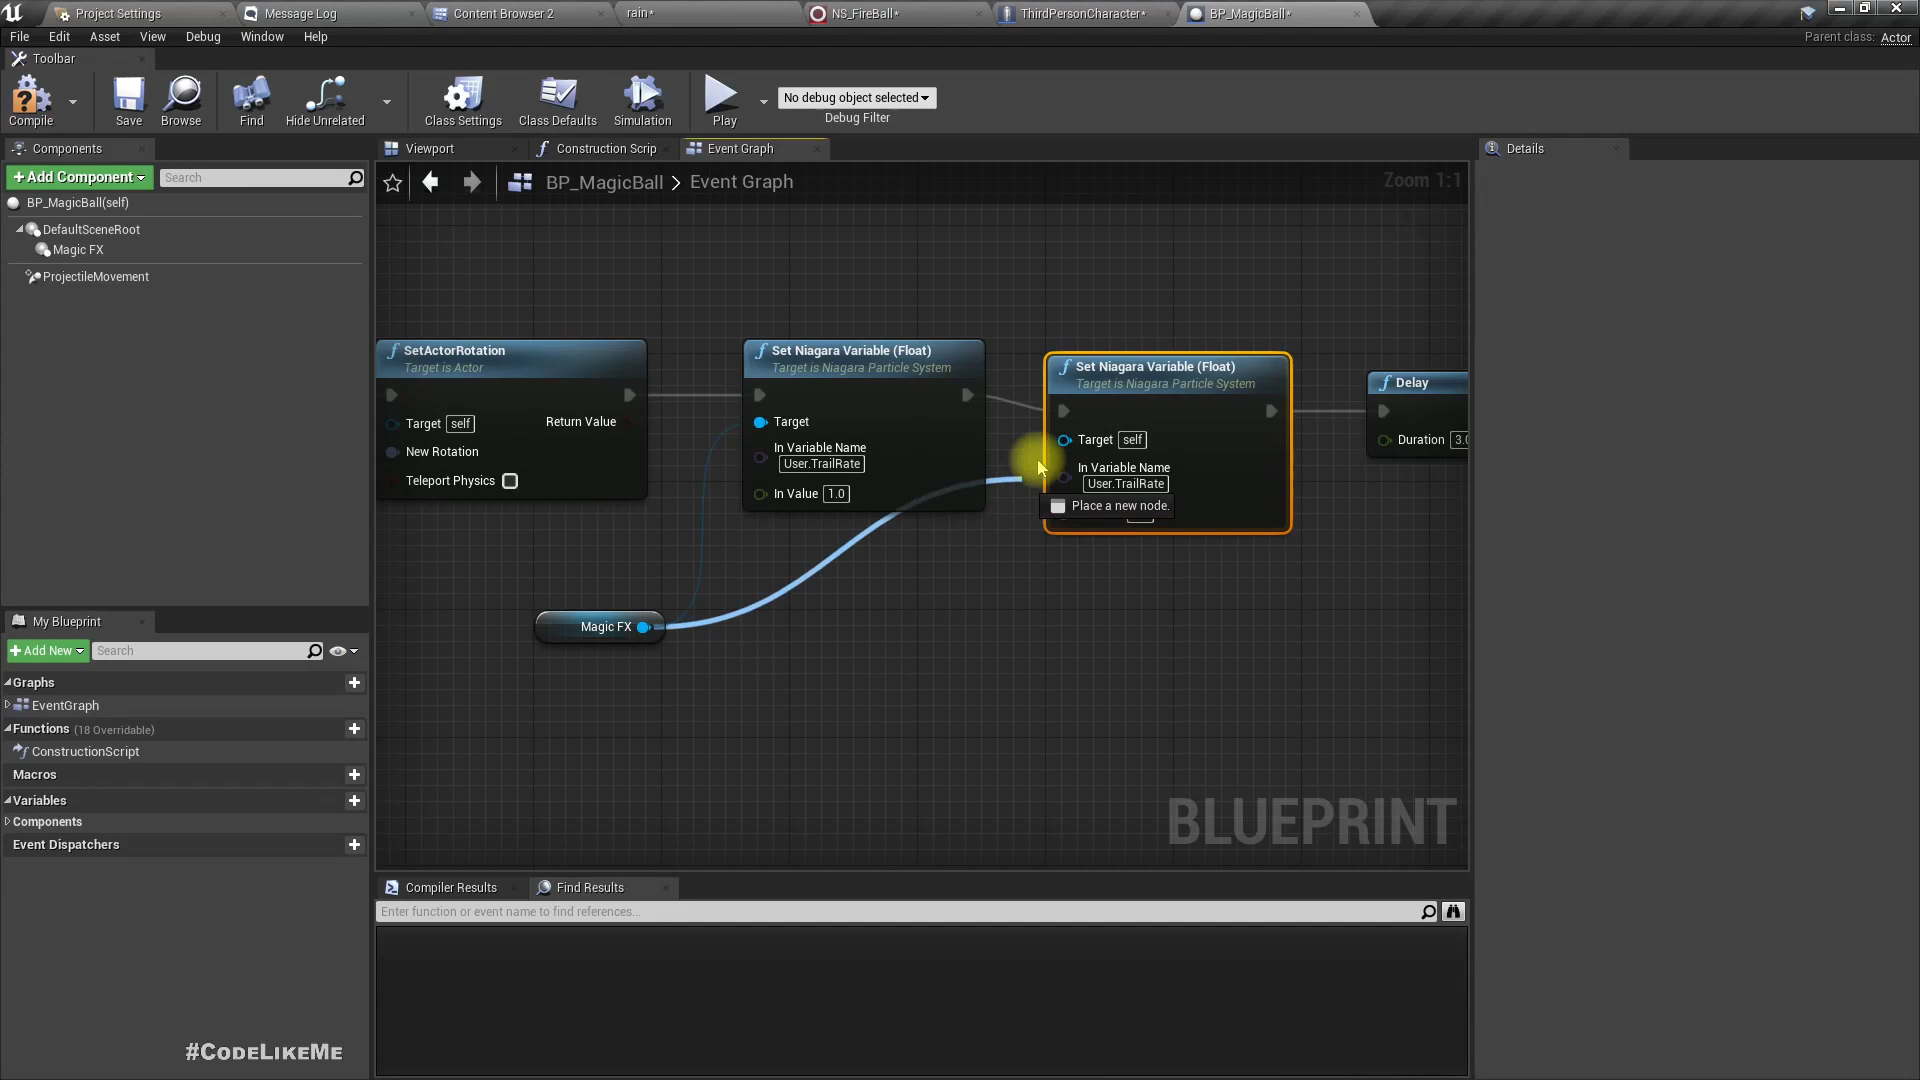 Project Settings
Message Log
Content Browser 2
rain*
NS_FireBall*
ThirdPersonCharacter*
BP_MagicBall*
File
Edit
Asset
View
Debug
Window
Help
Parent class: Actor
Toolbar
Compile
Save
Browse
Find
Hide Unrelated
Class Settings
Class Defaults
Simulation
Play
No debug object selected
Debug Filter
Components
Viewport
Construction Scrip
Event Graph
Details
+Add Component
Search
BP_MagicBall > Event Graph
Zoom 1:1
BP_MagicBall(self)
DefaultSceneRoot
Magic FX
ProjectileMovement
SetActorRotation
Target is Actor
Target self
Return Value
New Rotation
Teleport Physics
Set Niagara Variable (Float)
Target is Niagara Particle System
Target
In Variable Name
User.TrailRate
In Value 1.0
Set Niagara Variable (Float)
Target is Niagara Particle System
Target self
In Variable Name
User.TrailRate
Place a new node.
Delay
Duration 3.0
Magic FX
BLUEPRINT
My Blueprint
+Add New
Search
Graphs
EventGraph
Functions (18 Overridable)
ConstructionScript
Macros
Variables
Components
Event Dispatchers
Compiler Results
Find Results
Enter function or event name to find references...
#CodeLikeMe